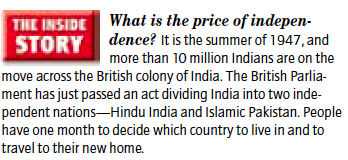 THE INSIDE
STORY
What is the price of indepen-
dence? It is the summer of 1947, and
more than 10 million Indians are on the
move across the British colony of India. The British Parlia-
ment has just passed an act dividing India into two inde-
pendent nations—Hindu India and Islamic Pakistan. People
have one month to decide which country to live in and to
travel to their new home.